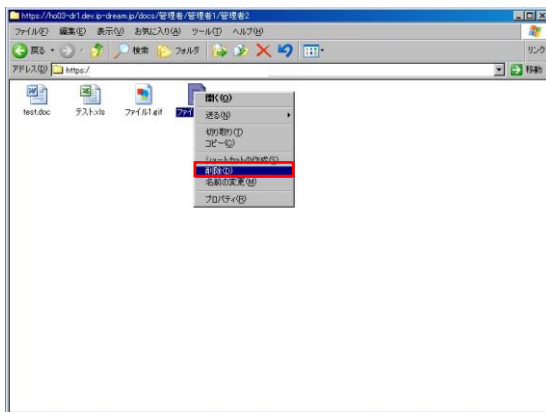 https://ho03-dr1.dev.ip-dream.jp/docs/管理者/管理者1/管理者2
ファイル(F) 編集(E) 表示(V) お気に入り(A) ツール(T) ヘルプ(H)
戻る 検索 フォルダ リンク
アドレス(D) https:/ 移動
test.doc テスト.xls ファイル1.gif ファイ
開く(O)
送る(N)
切り取り(T)
コピー(C)
ショートカットの作成(S)
削除(D)
名前の変更(M)
プロパティ(R)